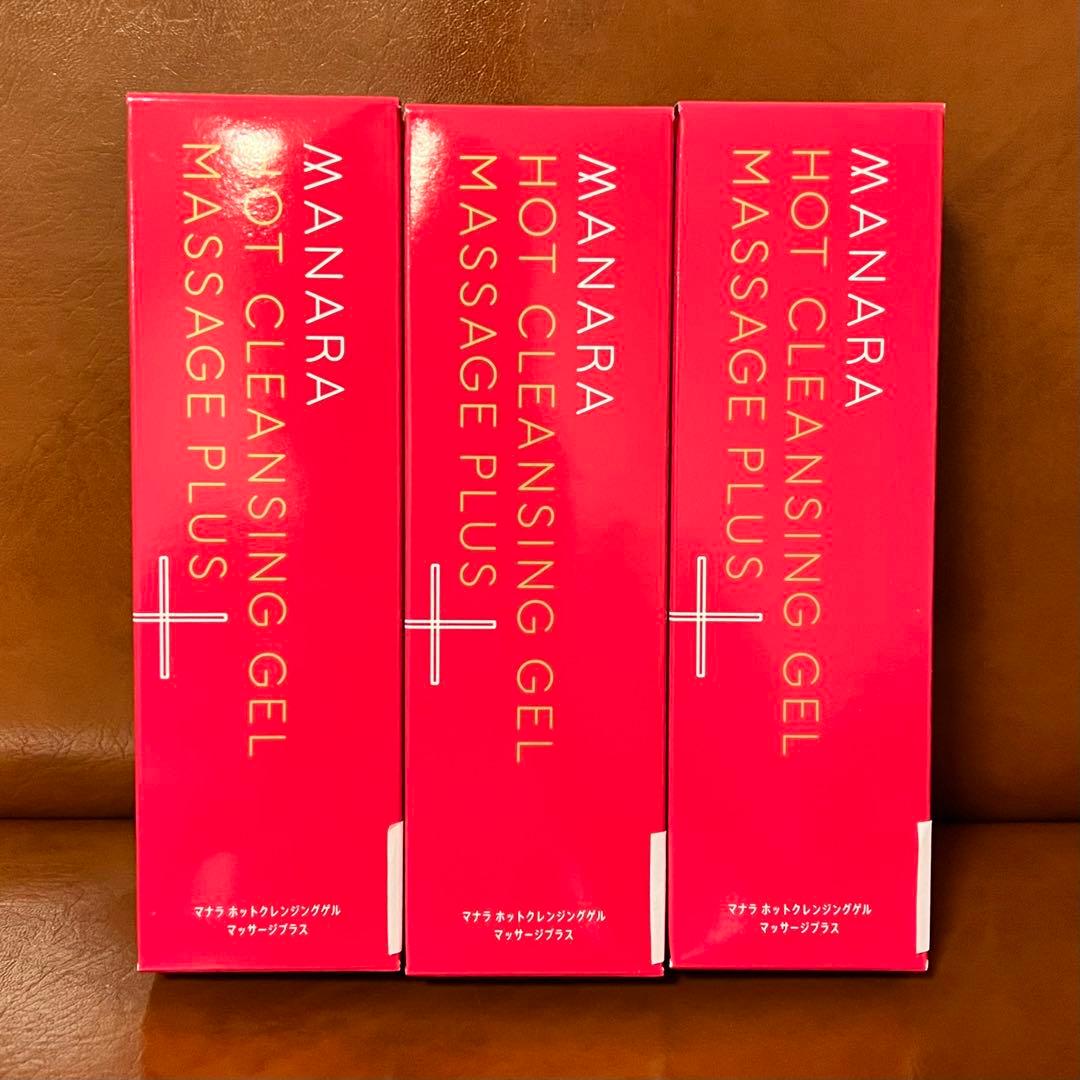 MANARA
HOT CLEANSING GEL
MASSAGE PLUS
マナラ ホットクレンジングゲル
マッサージプラス
MANARA
HOT CLEANSING GEL
MASSAGE PLUS
マナラ ホットクレンジングゲル
マッサージプラス
MANARA
HOT CLEANSING GEL
MASSAGE PLUS
マナラ ホットクレンジングゲル
マッサージプラス